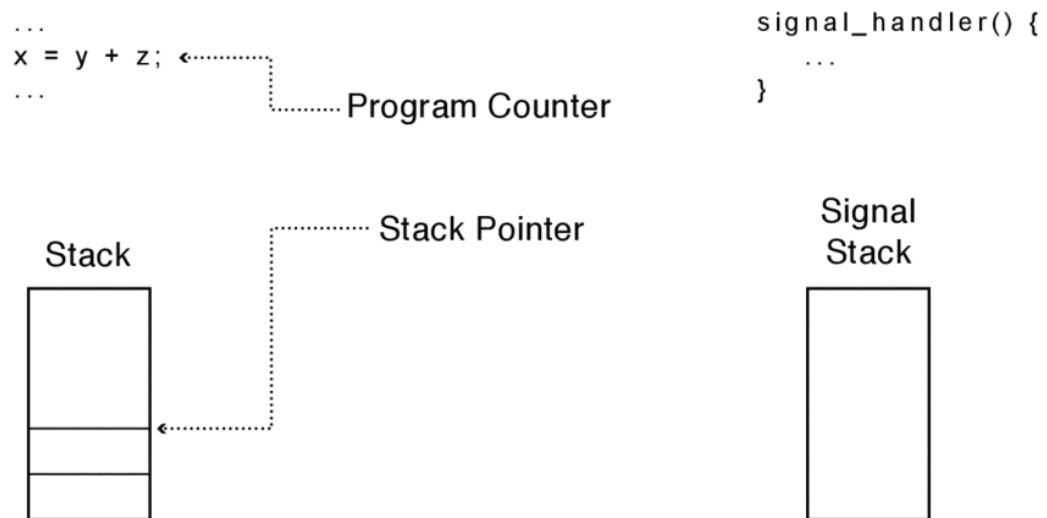 ...
x = y + z;
...
Program Counter
signal_handler() {
...
}
Stack Pointer
Stack
Signal
Stack